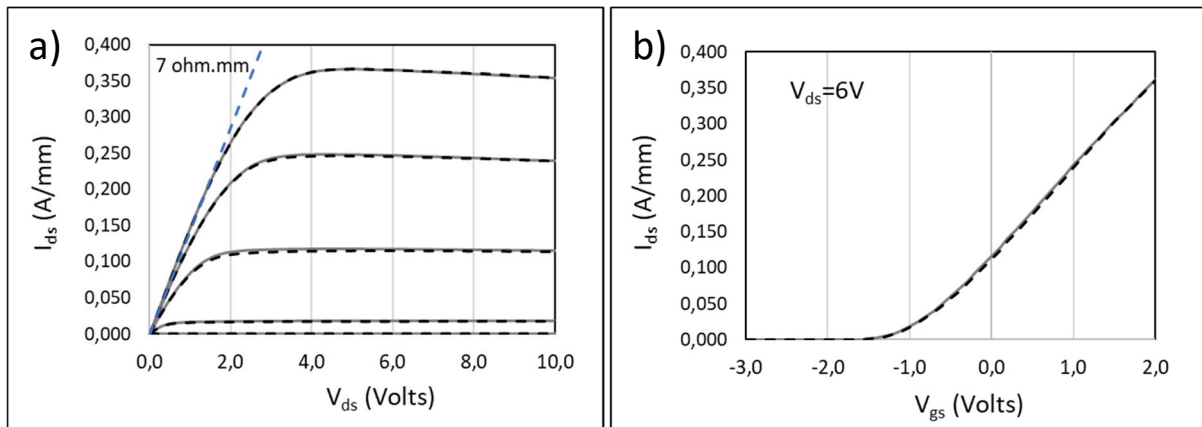 a)
7 ohm.mm
0,400
0,350
0,300
0,250
0,200
0,150
0,100
0,050
0,000
I_ds (A/mm)
0,0 2,0 4,0 6,0 8,0 10,0
V_ds (Volts)
b)
V_ds=6V
0,400
0,350
0,300
0,250
0,200
0,150
0,100
0,050
0,000
I_ds (A/mm)
-3,0 -2,0 -1,0 0,0 1,0 2,0
V_gs (Volts)